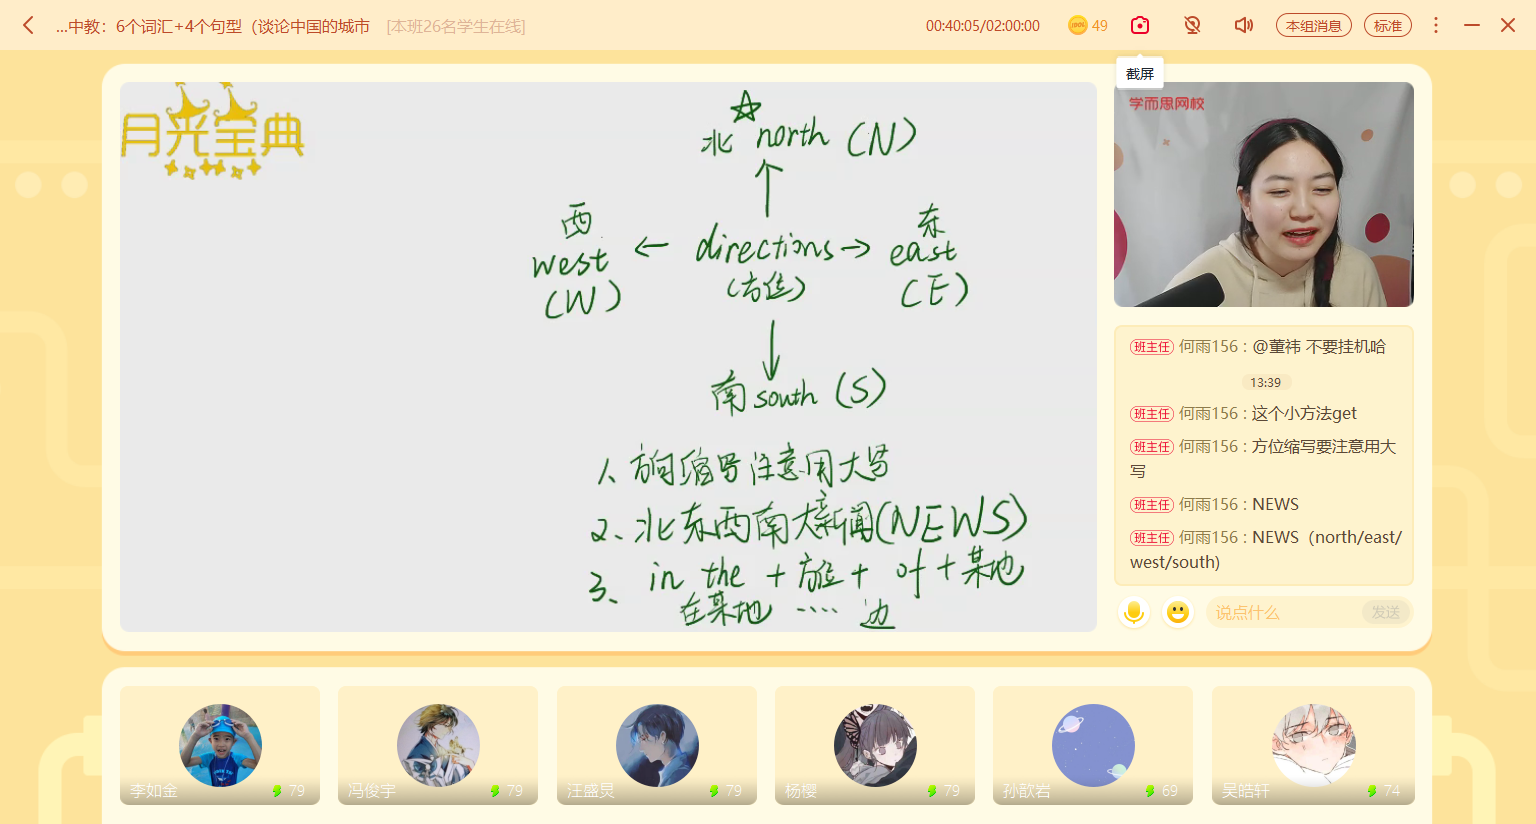 ...中教：6个词汇+4个句型（谈论中国的城市
[本班26名学生在线]
00:40:05/02:00:00
49
本组消息
标准
截屏
月光宝典
北 north (N)
西
west
(W)
← directions →
(方位)
东
east
(E)
南 south (S)
1、方向缩写注意用大写
2、北东西南大新闻(NEWS)
3、in the + 方位 + of + 某地
在某地 ···· 边
学而思网校
班主任 何雨156 : @董祎 不要挂机哈
13:39
班主任 何雨156 : 这个小方法get
班主任 何雨156 : 方位缩写要注意用大
写
班主任 何雨156 : NEWS
班主任 何雨156 : NEWS（north/east/
west/south)
说点什么
发送
李如金 79
冯俊宇 79
汪盛炅 79
杨樱 79
孙歆岩 69
吴皓轩 74